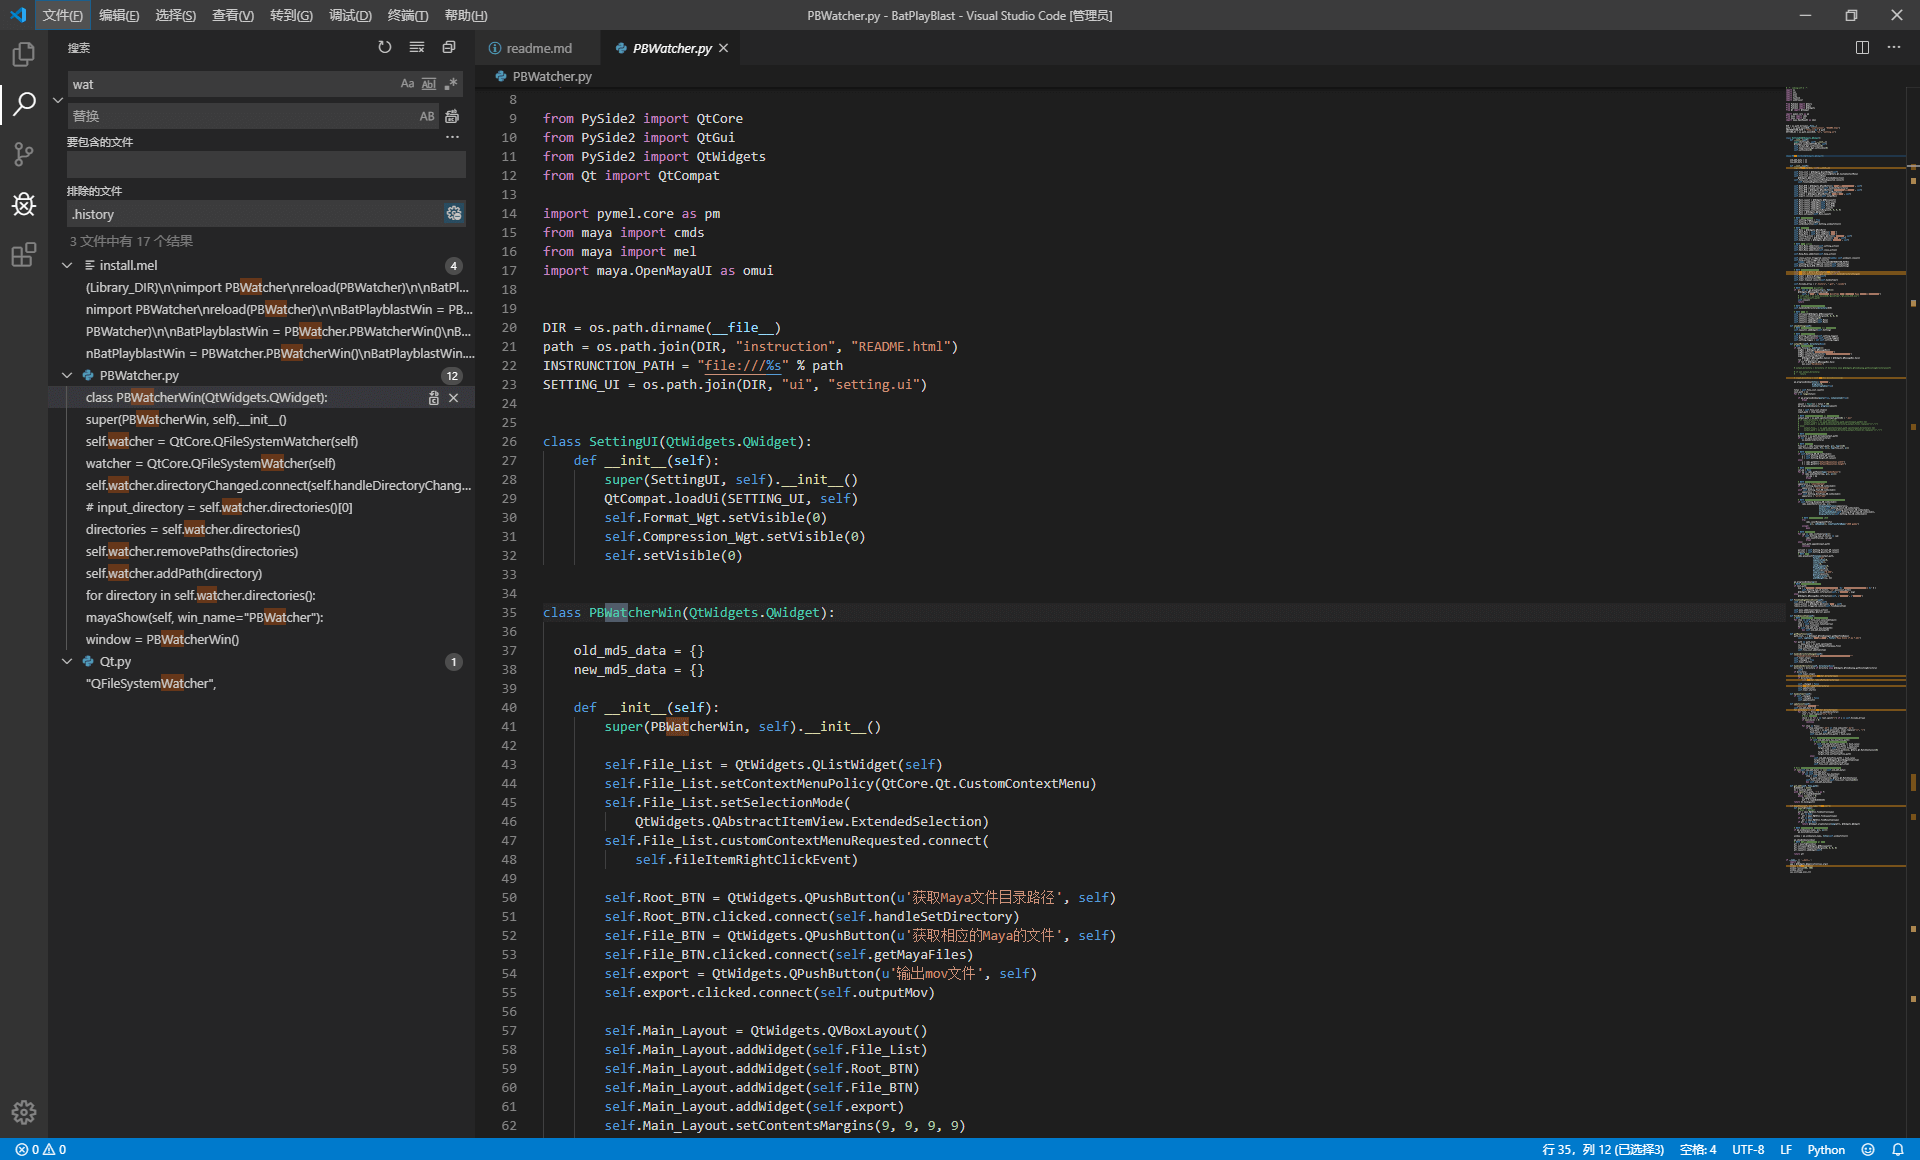 文件(F) 编辑(E) 选择(S) 查看(V) 转到(G) 调试(D) 终端(T) 帮助(H)
PBWatcher.py - BatPlayBlast - Visual Studio Code [管理员]
搜索
wat
Aa Abl .*
替换
AB
要包含的文件
排除的文件
.history
3 文件中有 17 个结果
install.mel 4
(Library_DIR)\n\nimport PBWatcher\nreload(PBWatcher)\n\nBatPl...
nimport PBWatcher\nreload(PBWatcher)\n\nBatPlayblastWin = PB...
PBWatcher)\n\nBatPlayblastWin = PBWatcher.PBWatcherWin()\nB...
nBatPlayblastWin = PBWatcher.PBWatcherWin()\nBatPlayblastWin....
PBWatcher.py 12
class PBWatcherWin(QtWidgets.QWidget):
super(PBWatcherWin, self).__init__()
self.watcher = QtCore.QFileSystemWatcher(self)
watcher = QtCore.QFileSystemWatcher(self)
self.watcher.directoryChanged.connect(self.handleDirectoryChang...
# input_directory = self.watcher.directories()[0]
directories = self.watcher.directories()
self.watcher.removePaths(directories)
self.watcher.addPath(directory)
for directory in self.watcher.directories():
mayaShow(self, win_name="PBWatcher"):
window = PBWatcherWin()
Qt.py 1
"QFileSystemWatcher",
readme.md
PBWatcher.py
PBWatcher.py
8
9 from PySide2 import QtCore
10 from PySide2 import QtGui
11 from PySide2 import QtWidgets
12 from Qt import QtCompat
13
14 import pymel.core as pm
15 from maya import cmds
16 from maya import mel
17 import maya.OpenMayaUI as omui
18
19
20 DIR = os.path.dirname(__file__)
21 path = os.path.join(DIR, "instruction", "README.html")
22 INSTRUNCTION_PATH = "file:///%s" % path
23 SETTING_UI = os.path.join(DIR, "ui", "setting.ui")
24
25
26 class SettingUI(QtWidgets.QWidget):
27 def __init__(self):
28 super(SettingUI, self).__init__()
29 QtCompat.loadUi(SETTING_UI, self)
30 self.Format_Wgt.setVisible(0)
31 self.Compression_Wgt.setVisible(0)
32 self.setVisible(0)
33
34
35 class PBWatcherWin(QtWidgets.QWidget):
36
37 old_md5_data = {}
38 new_md5_data = {}
39
40 def __init__(self):
41 super(PBWatcherWin, self).__init__()
42
43 self.File_List = QtWidgets.QListWidget(self)
44 self.File_List.setContextMenuPolicy(QtCore.Qt.CustomContextMenu)
45 self.File_List.setSelectionMode(
46 QtWidgets.QAbstractItemView.ExtendedSelection)
47 self.File_List.customContextMenuRequested.connect(
48 self.fileItemRightClickEvent)
49
50 self.Root_BTN = QtWidgets.QPushButton(u'获取Maya文件目录路径', self)
51 self.Root_BTN.clicked.connect(self.handleSetDirectory)
52 self.File_BTN = QtWidgets.QPushButton(u'获取相应的Maya的文件', self)
53 self.File_BTN.clicked.connect(self.getMayaFiles)
54 self.export = QtWidgets.QPushButton(u'输出mov文件', self)
55 self.export.clicked.connect(self.outputMov)
56
57 self.Main_Layout = QtWidgets.QVBoxLayout()
58 self.Main_Layout.addWidget(self.File_List)
59 self.Main_Layout.addWidget(self.Root_BTN)
60 self.Main_Layout.addWidget(self.File_BTN)
61 self.Main_Layout.addWidget(self.export)
62 self.Main_Layout.setContentsMargins(9, 9, 9, 9)
0 0
行 35，列 12 (已选择3) 空格: 4 UTF-8 LF Python